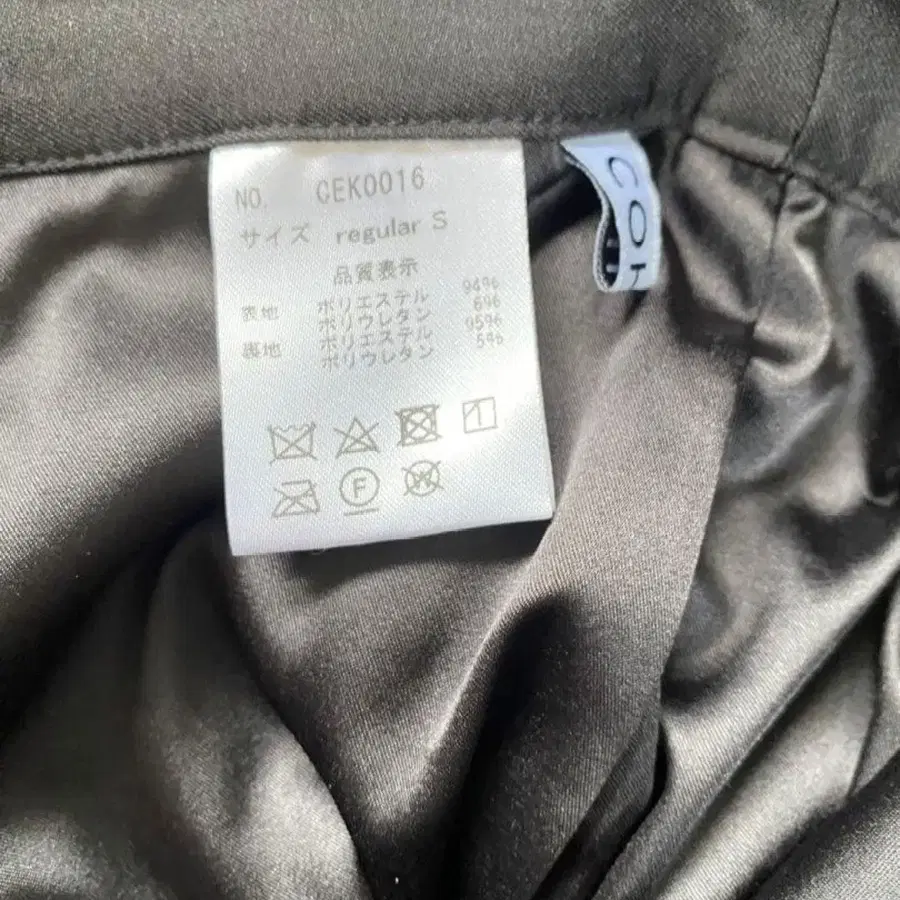 NO. CEK0016
サイズ regular S
品質表示
表地 ポリエステル 94%
ポリウレタン 6%
裏地 ポリエステル 95%
ポリウレタン 5%
F
W